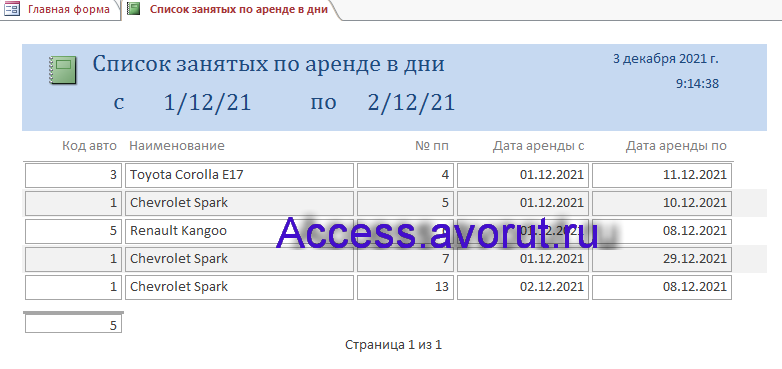 Главная форма
Список занятых по аренде в дни
Список занятых по аренде в дни
3 декабря 2021 г.
9:14:38
с 1/12/21 по 2/12/21
Код авто Наименование № пп Дата аренды с Дата аренды по
3 Toyota Corolla E17 4 01.12.2021 11.12.2021
1 Chevrolet Spark 5 01.12.2021 10.12.2021
5 Renault Kangoo 01.12.2021 08.12.2021
Access.avorut.ru
1 Chevrolet Spark 7 01.12.2021 29.12.2021
1 Chevrolet Spark 13 02.12.2021 08.12.2021
5
Страница 1 из 1